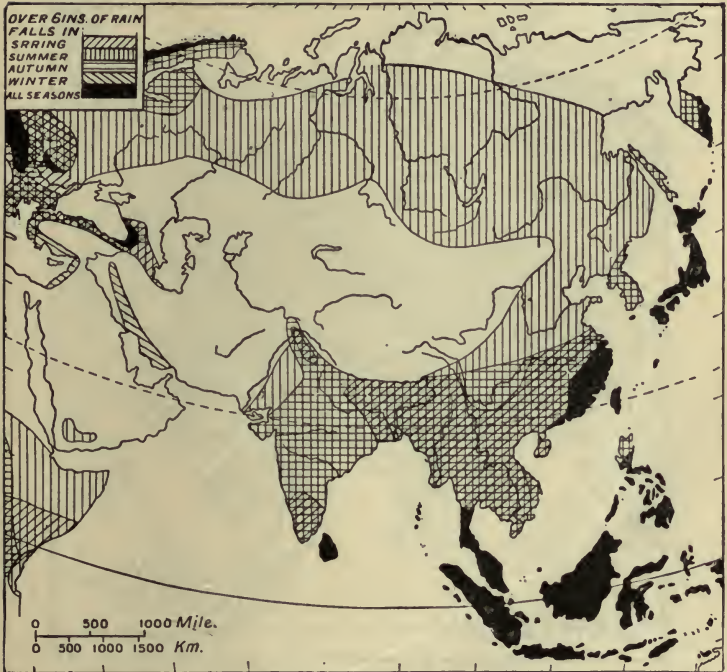 OVER 6INS. OF RAIN
FALLS IN:
SRRING
SUMMER
AUTUMN
WINTER
ALL SEASONS
0 500 1000 Mile.
0 500 1000 1500 Km.